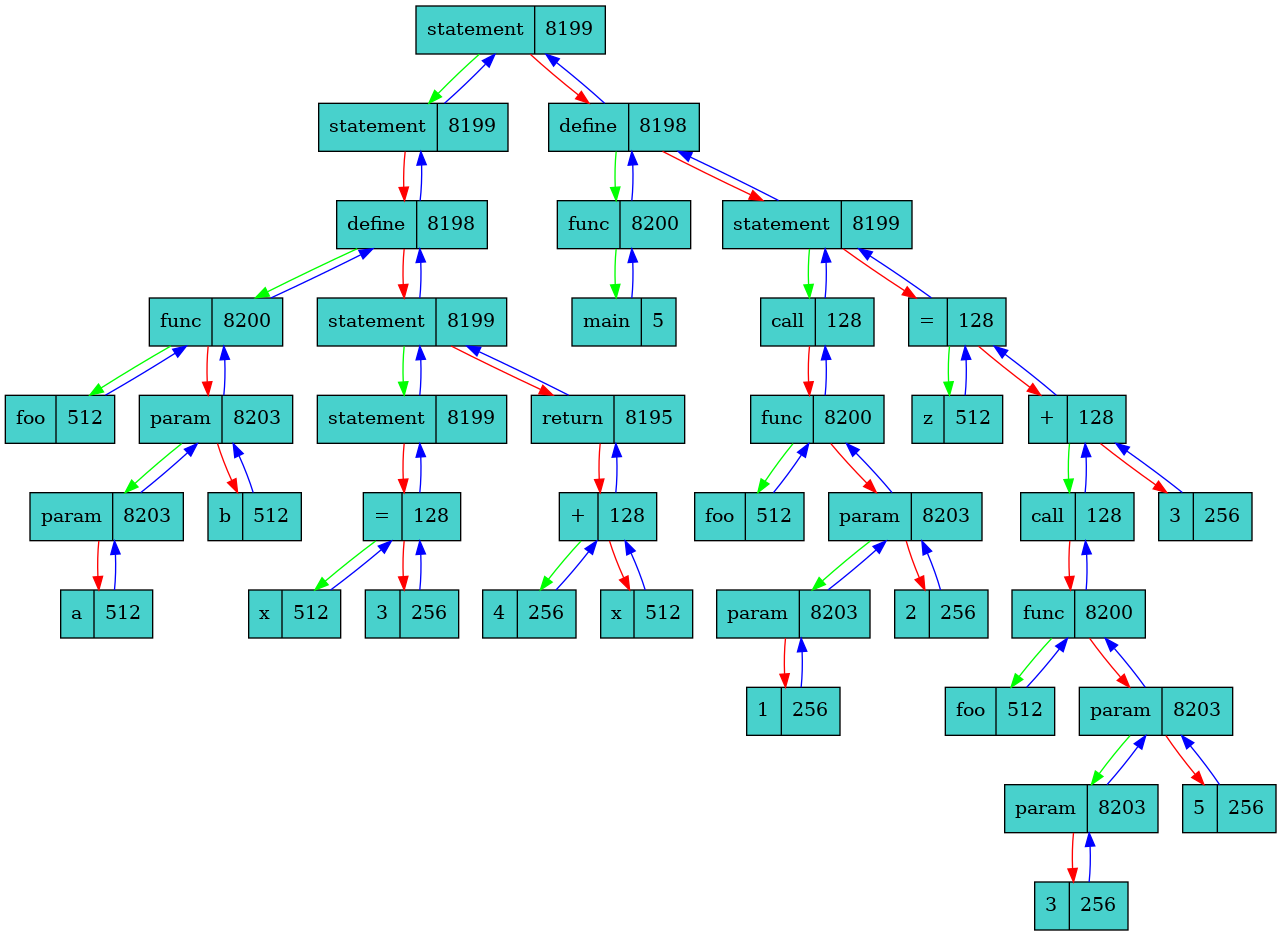 statement 8199
statement 8199 define 8198
define 8198 func 8200 statement 8199
func 8200 statement 8199 main 5 call 128 = 128
foo 512 param 8203 statement 8199 return 8195 func 8200 z 512 + 128
param 8203 b 512 = 128 + 128 foo 512 param 8203 call 128 3 256
a 512 x 512 3 256 4 256 x 512 param 8203 2 256 func 8200
1 256 foo 512 param 8203
param 8203 5 256
3 256